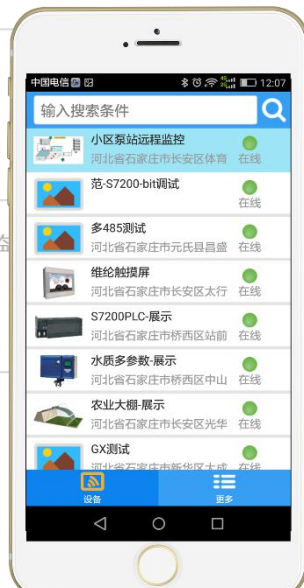 中国电信
12:07
输入搜索条件
小区泵站远程监控
河北省石家庄市长安区体育
在线
范-S7200-bit调试
在线
多485测试
河北省石家庄市元氏县昌盛
在线
维纶触摸屏
河北省石家庄市长安区太行
在线
S7200PLC-展示
河北省石家庄市桥西区站前
在线
水质多参数-展示
河北省石家庄市桥西区中山
在线
农业大棚-展示
河北省石家庄市长安区光华
在线
GX测试
河北省石家庄市新华区大成
在线
设备
更多